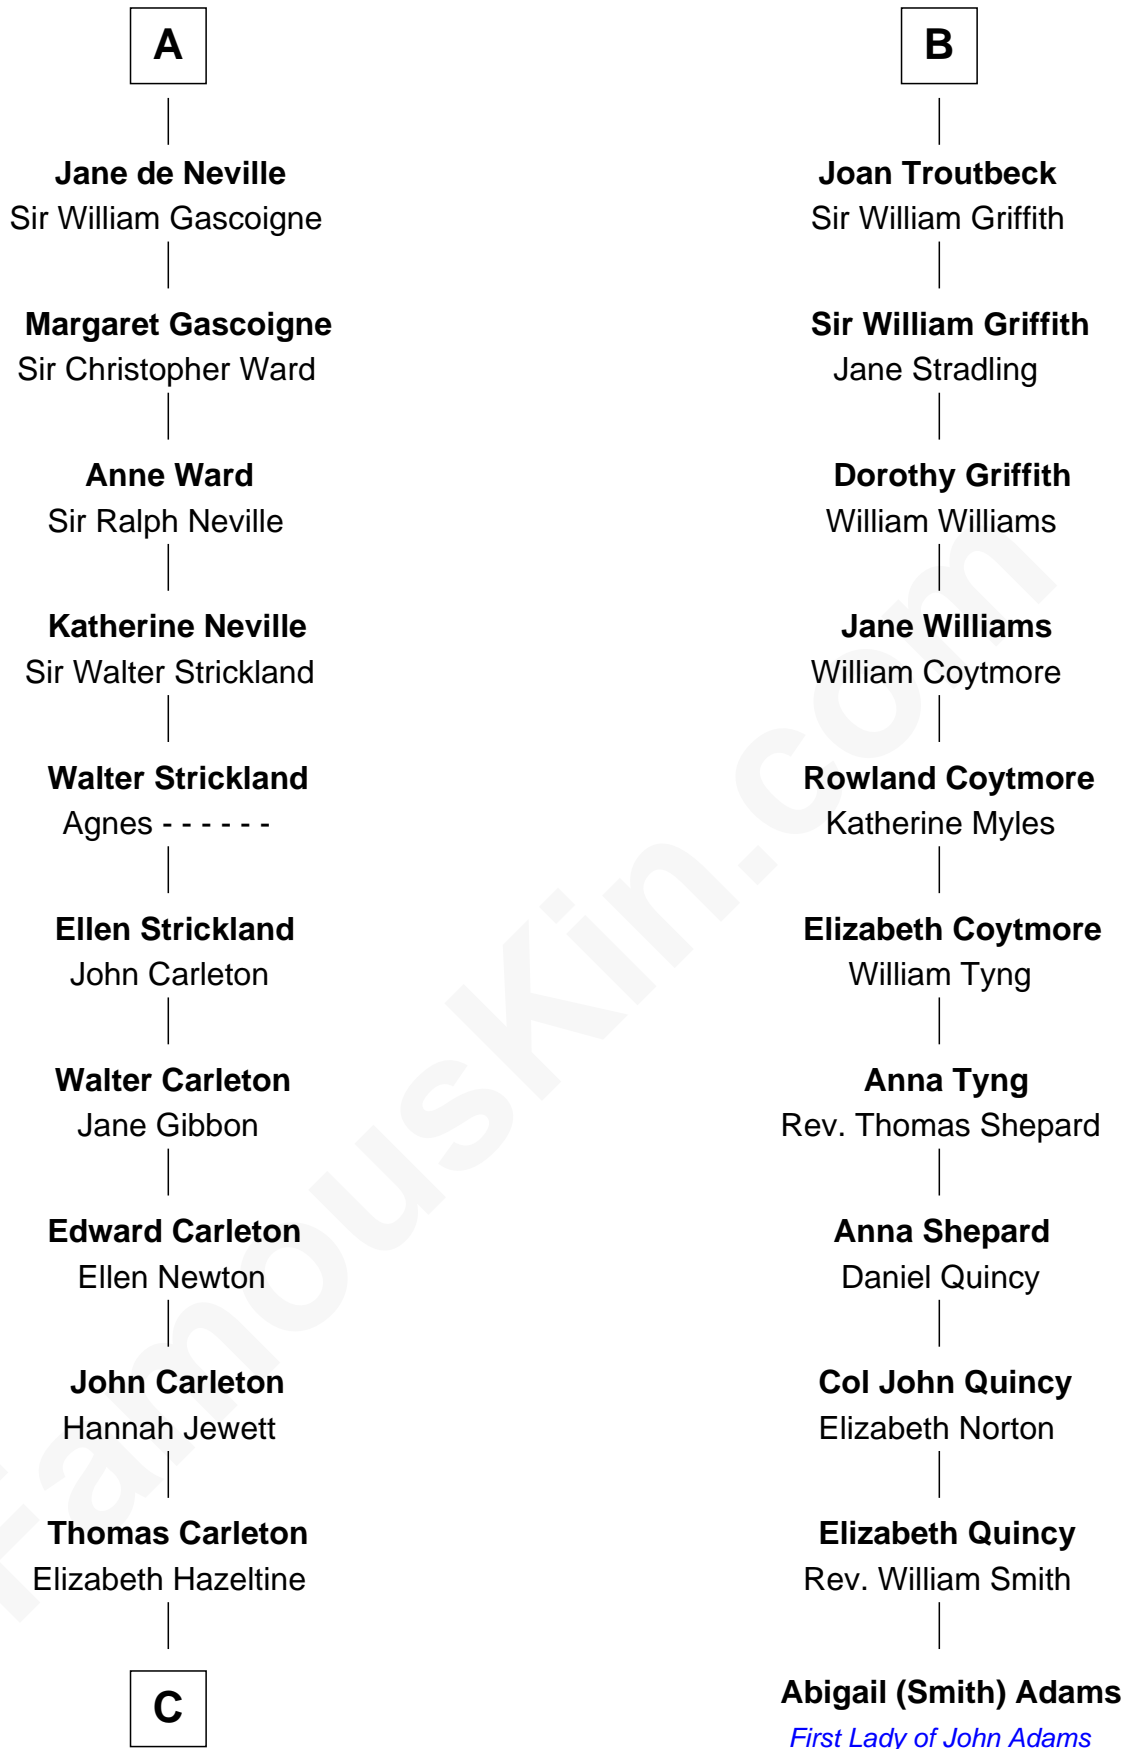 A
Jane de Neville
Sir William Gascoigne
Margaret Gascoigne
Sir Christopher Ward
Anne Ward
Sir Ralph Neville
Katherine Neville
Sir Walter Strickland
Walter Strickland
Agnes - - - - - -
Ellen Strickland
John Carleton
Walter Carleton
Jane Gibbon
Edward Carleton
Ellen Newton
John Carleton
Hannah Jewett
Thomas Carleton
Elizabeth Hazeltine
C
B
Joan Troutbeck
Sir William Griffith
Sir William Griffith
Jane Stradling
Dorothy Griffith
William Williams
Jane Williams
William Coytmore
Rowland Coytmore
Katherine Myles
Elizabeth Coytmore
William Tyng
Anna Tyng
Rev. Thomas Shepard
Anna Shepard
Daniel Quincy
Col John Quincy
Elizabeth Norton
Elizabeth Quincy
Rev. William Smith
Abigail (Smith) Adams
First Lady of John Adams
FamousKin.com